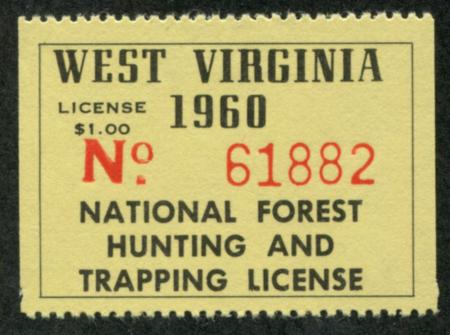 WEST VIRGINIA
LICENSE
$1.00
1960
No. 61882
NATIONAL FOREST
HUNTING AND
TRAPPING LICENSE